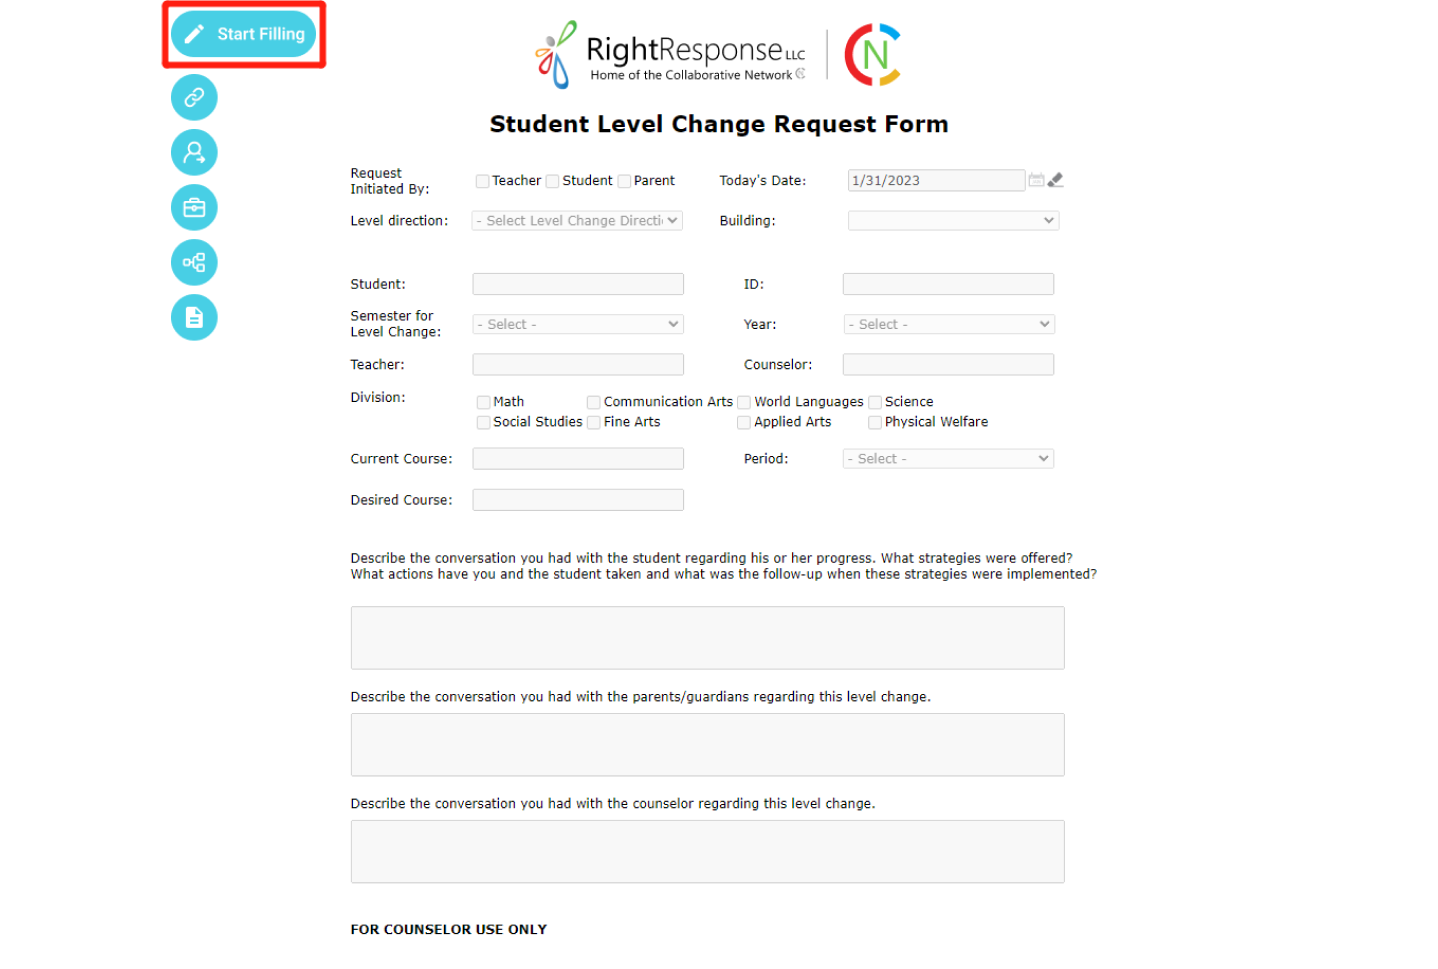 Start Filling
RightResponse LLC
Home of the Collaborative Network
CN
Student Level Change Request Form
Request Initiated By: Teacher Student Parent Today's Date: 1/31/2023
Level direction: - Select Level Change Directi Building:
Student: ID:
Semester for Level Change: - Select - Year: - Select -
Teacher: Counselor:
Division: Math Communication Arts World Languages Science
Social Studies Fine Arts Applied Arts Physical Welfare
Current Course: Period: - Select -
Desired Course:
Describe the conversation you had with the student regarding his or her progress. What strategies were offered?
What actions have you and the student taken and what was the follow-up when these strategies were implemented?
Describe the conversation you had with the parents/guardians regarding this level change.
Describe the conversation you had with the counselor regarding this level change.
FOR COUNSELOR USE ONLY